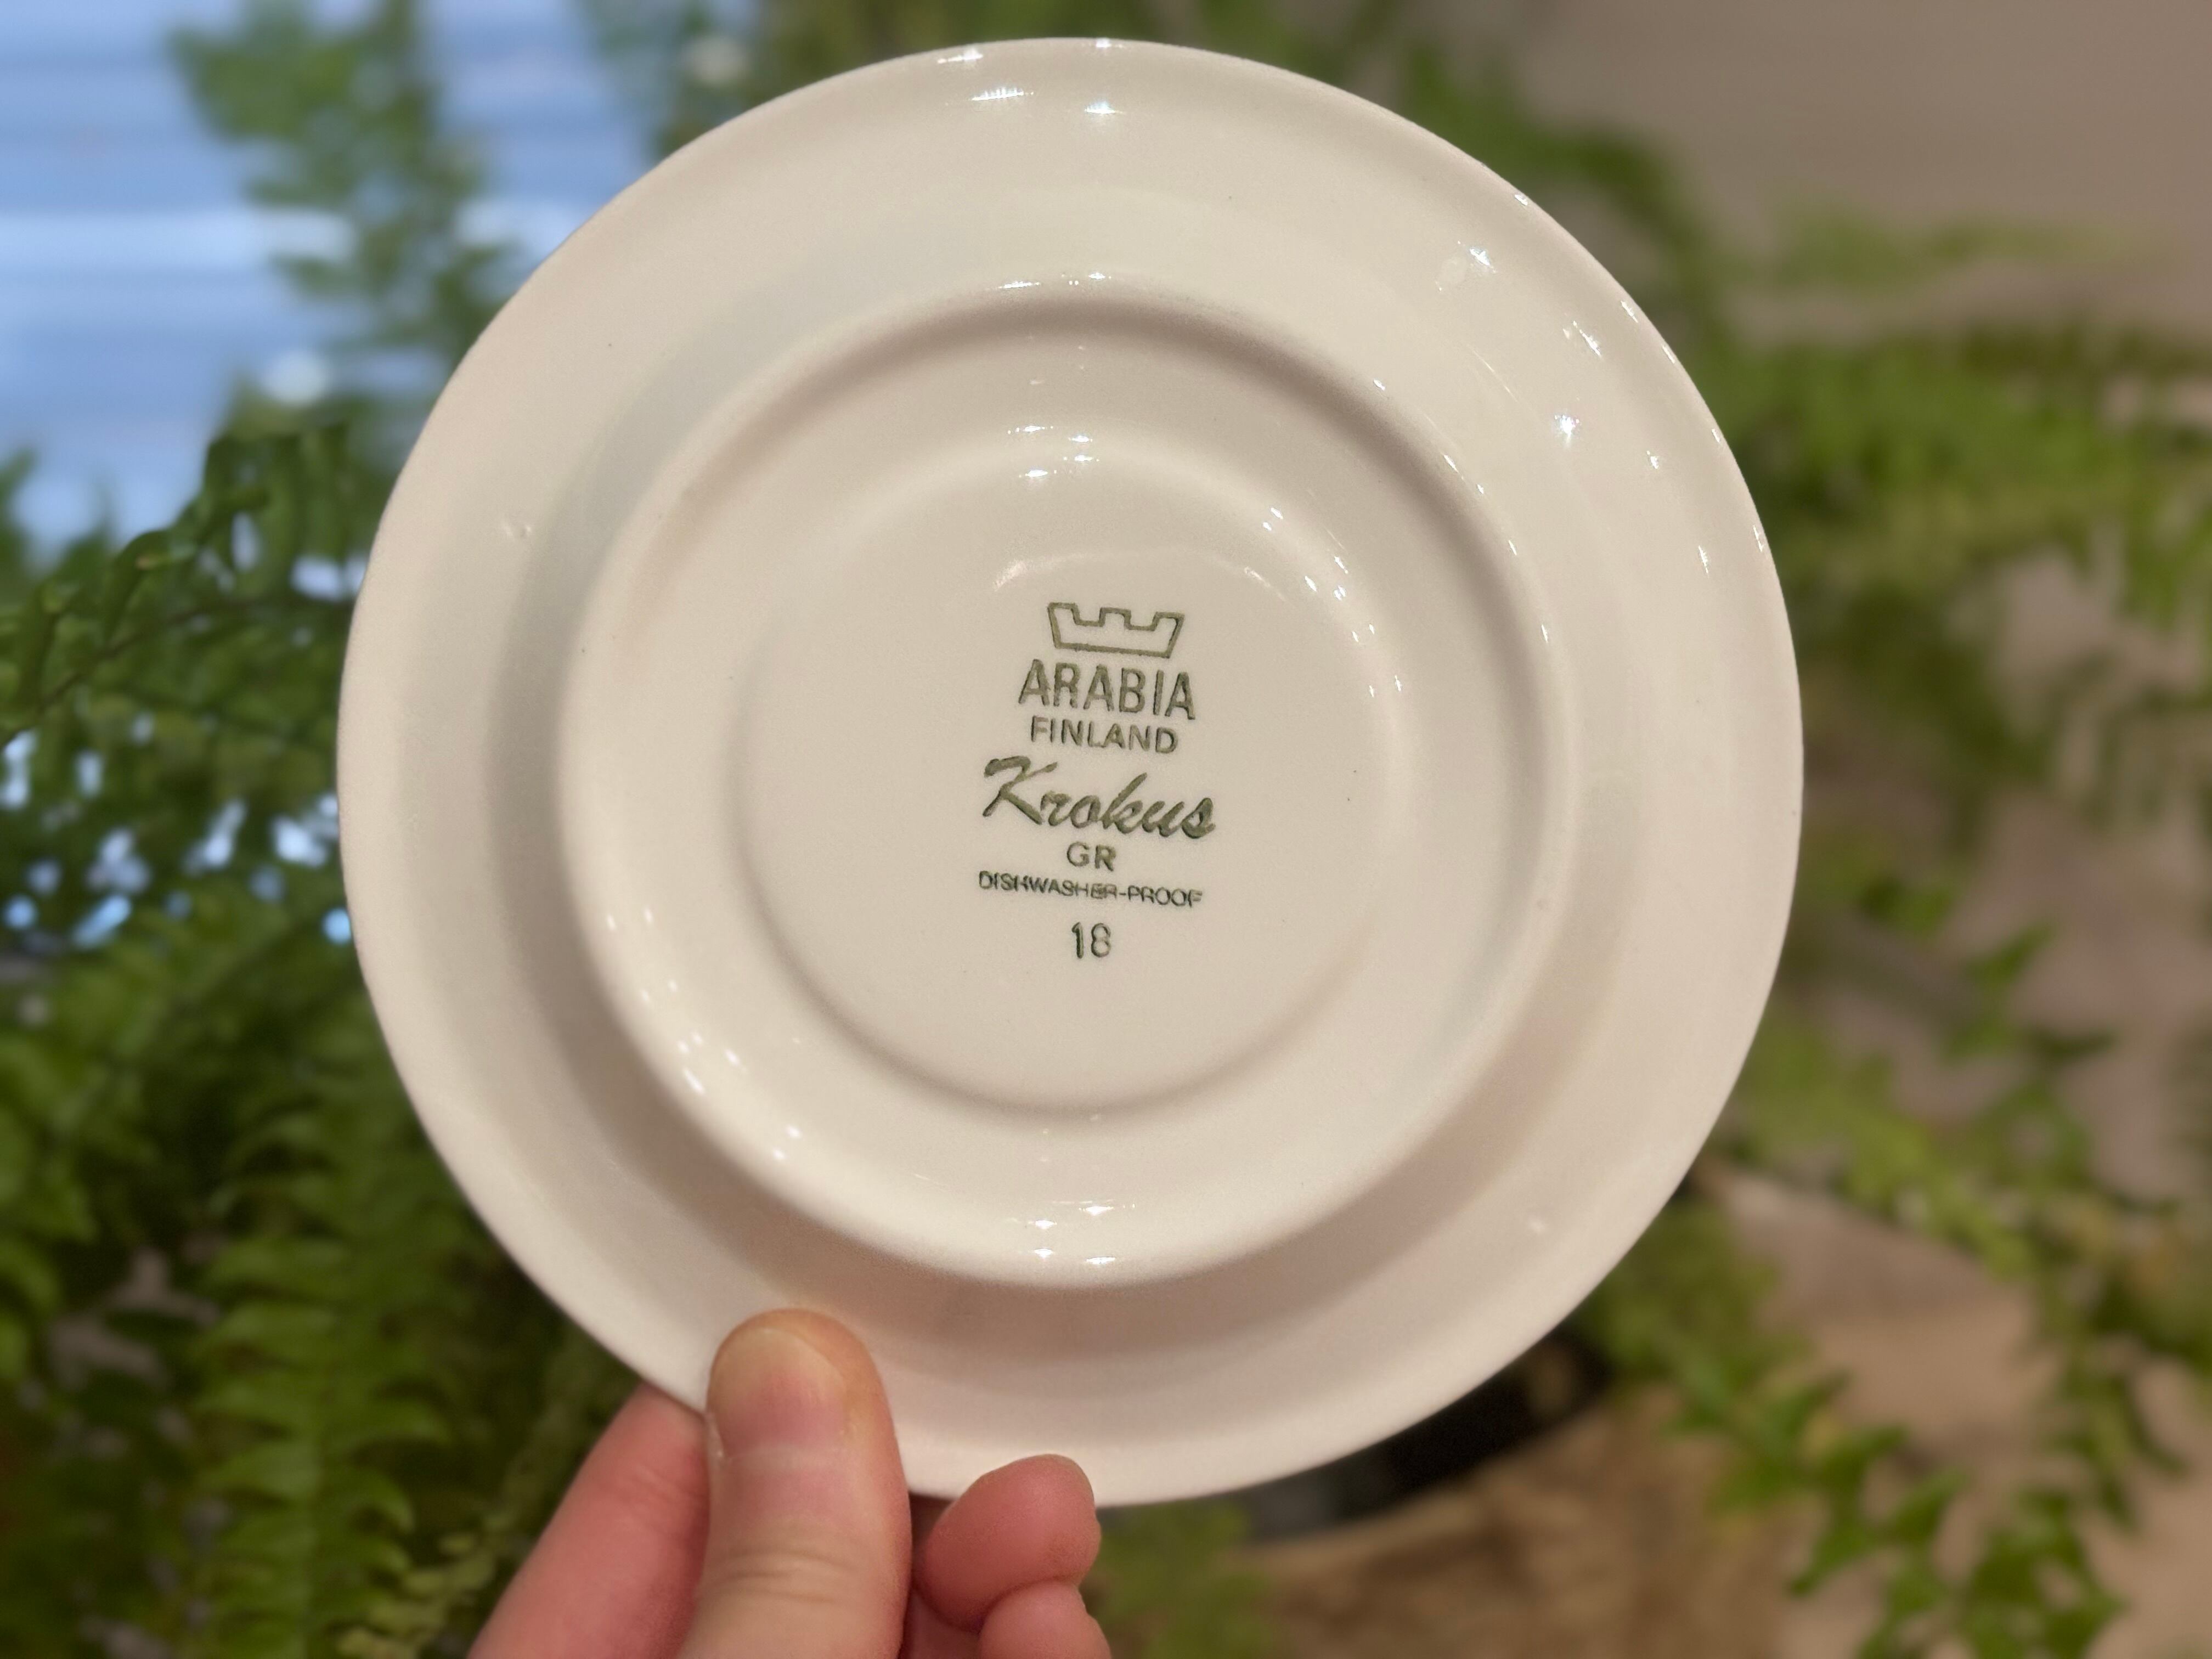 ARABIA
FINLAND
Krokus
GR
DISHWASHER-PROOF
18